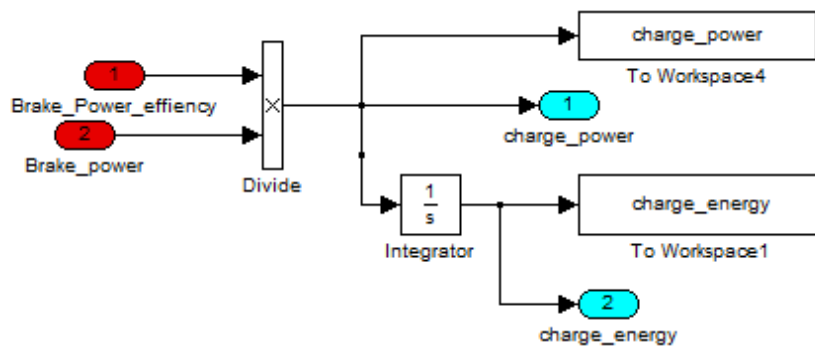 charge_power
To Workspace4
1
Brake_Power_effiency
1
charge_power
2
Brake_power
×
Divide
1
s
Integrator
charge_energy
To Workspace1
2
charge_energy